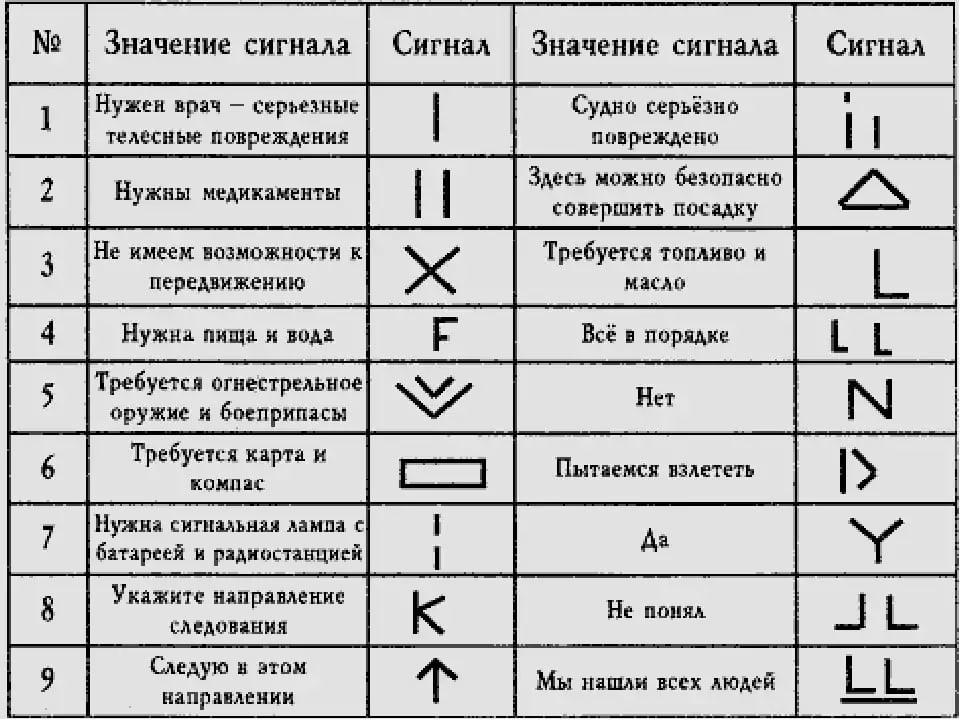 № Значение сигнала Сигнал Значение сигнала Сигнал
1 Нужен врач – серьезные телесные повреждения Судно серьёзно повреждено
2 Нужны медикаменты Здесь можно безопасно совершить посадку
3 Не имеем возможности к передвижению Требуется топливо и масло L
4 Нужна пища и вода F Всё в порядке L L
5 Требуется огнестрельное оружие и боеприпасы Нет N
6 Требуется карта и компас Пытаемся взлететь
7 Нужна сигнальная лампа с батареей и радиостанцией Да Y
8 Укажите направление следования K Не понял
9 Следую в этом направлении Мы нашли всех людей LL